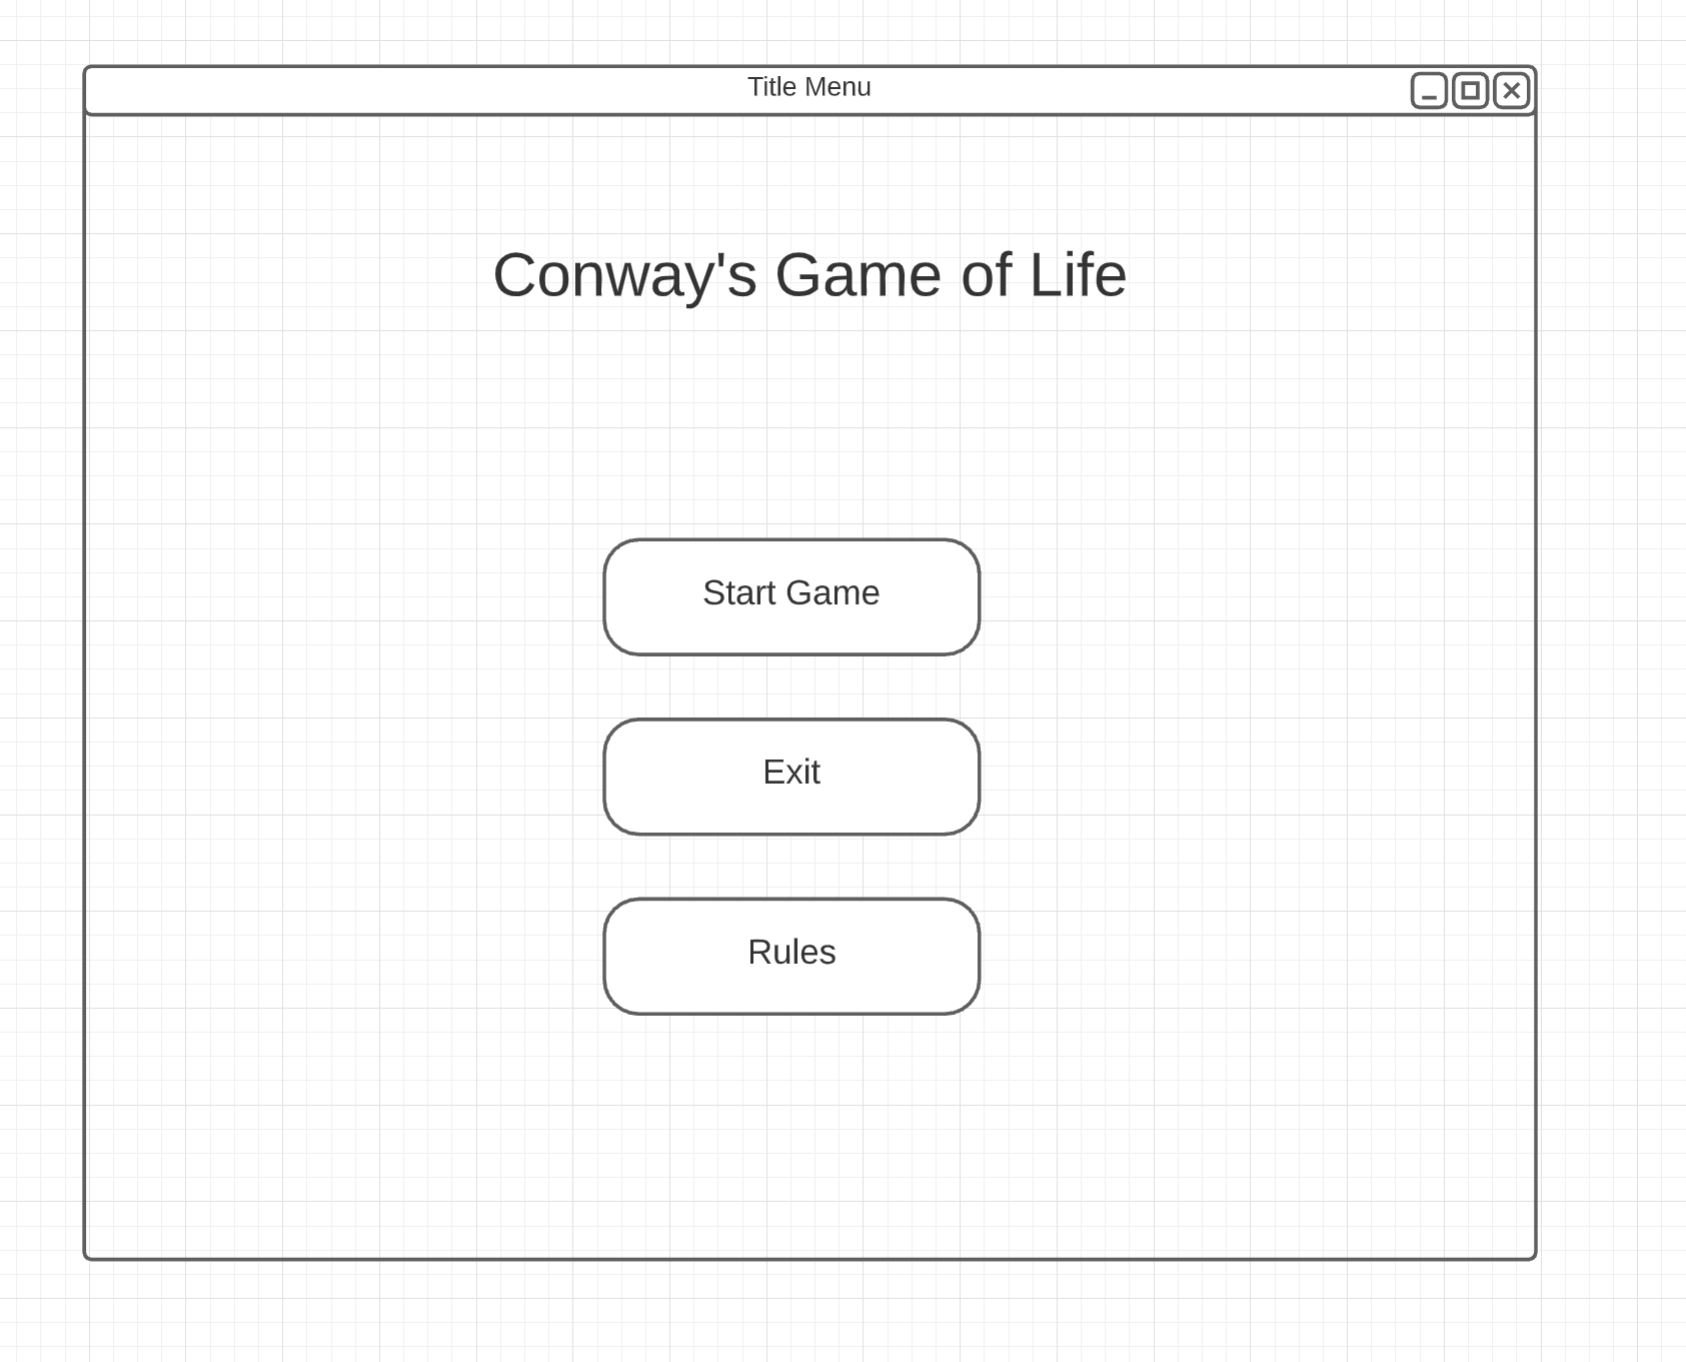 Title Menu
Conway's Game of Life
Start Game
Exit
Rules